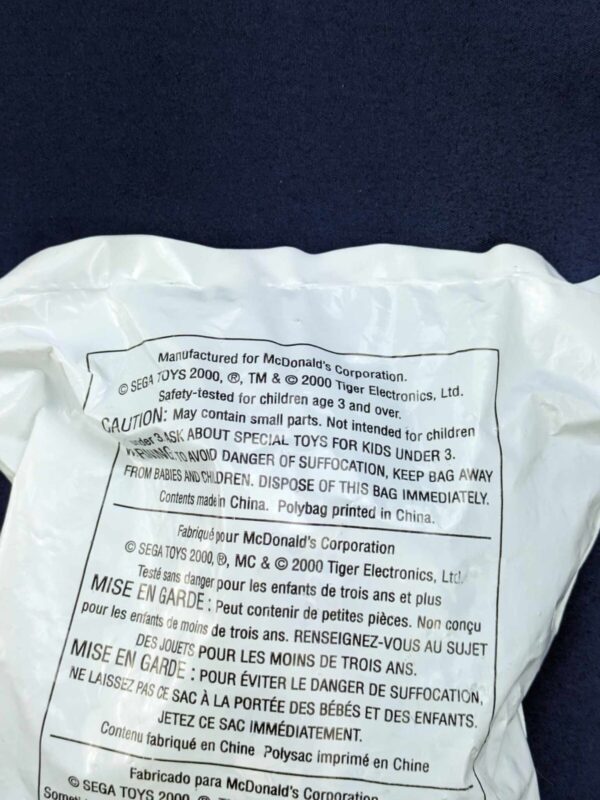 Manufactured for McDonald's Corporation.
© SEGA TOYS 2000, ®, TM & © 2000 Tiger Electronics, Ltd.
Safety-tested for children age 3 and over.
CAUTION: May contain small parts. Not intended for children
under 3 ASK ABOUT SPECIAL TOYS FOR KIDS UNDER 3.
WARNING: TO AVOID DANGER OF SUFFOCATION, KEEP BAG AWAY
FROM BABIES AND CHILDREN. DISPOSE OF THIS BAG IMMEDIATELY.
Contents made in China. Polybag printed in China.
Fabriqué pour McDonald's Corporation
© SEGA TOYS 2000, ®, MC & © 2000 Tiger Electronics, Ltd.
Testé sans danger pour les enfants de trois ans et plus
MISE EN GARDE : Peut contenir de petites pièces. Non conçu
pour les enfants de moins de trois ans. RENSEIGNEZ-VOUS AU SUJET
DES JOUETS POUR LES MOINS DE TROIS ANS.
MISE EN GARDE : POUR ÉVITER LE DANGER DE SUFFOCATION,
NE LAISSEZ PAS CE SAC À LA PORTÉE DES BÉBÉS ET DES ENFANTS.
JETEZ CE SAC IMMÉDIATEMENT.
Contenu fabriqué en Chine Polysac imprimé en Chine
Fabricado para McDonald's Corporation
© SEGA TOYS 2000, ®